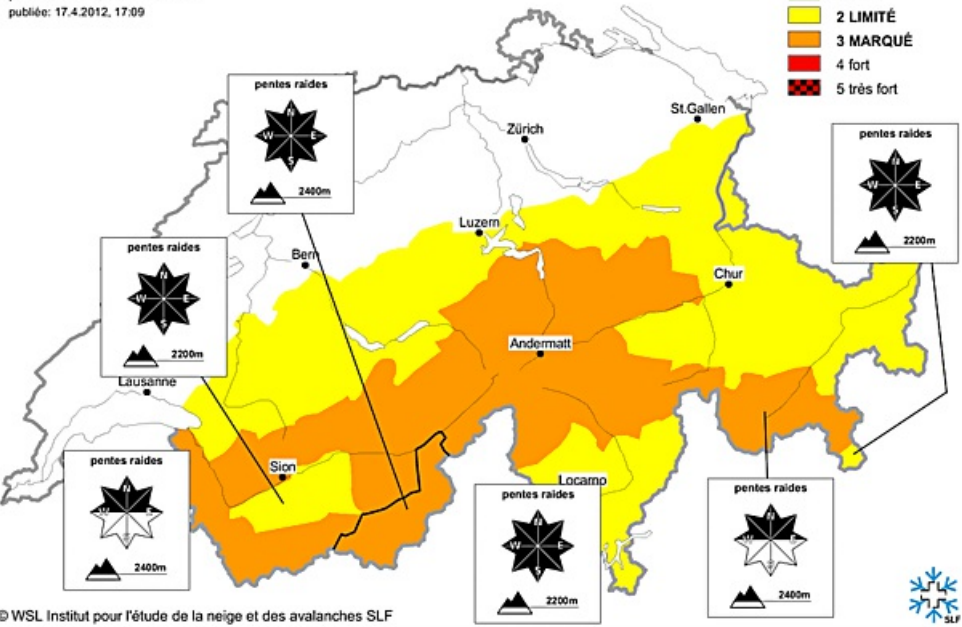 publiée: 17.4.2012, 17:09
2 LIMITÉ
3 MARQUÉ
4 fort
5 très fort
pentes raides
N
W E
S
2400m
St.Gallen
Zürich
pentes raides
N
W E
S
2200m
Luzern
Bern
pentes raides
N
W E
S
2200m
Chur
Andermatt
Lausanne
pentes raides
N
W E
S
2400m
Sion
Locarno
pentes raides
N
W E
S
2200m
pentes raides
N
W E
S
2400m
SLF
© WSL Institut pour l'étude de la neige et des avalanches SLF